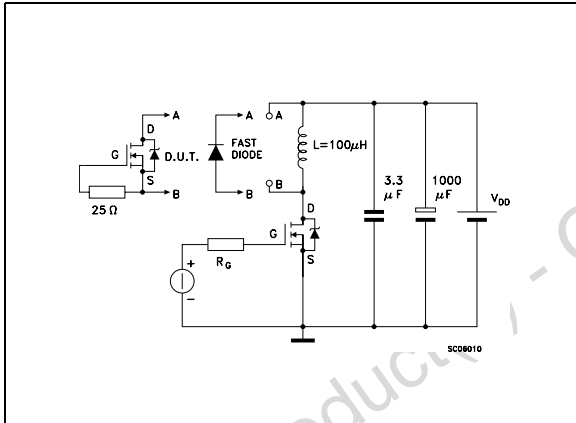 A
A
A
D
G
D.U.T.
FAST
DIODE
L=100μH
S
B
B
B
25 Ω
3.3
μF
1000
μF
V_DD
D
G
S
R_G
+
−
SC06010